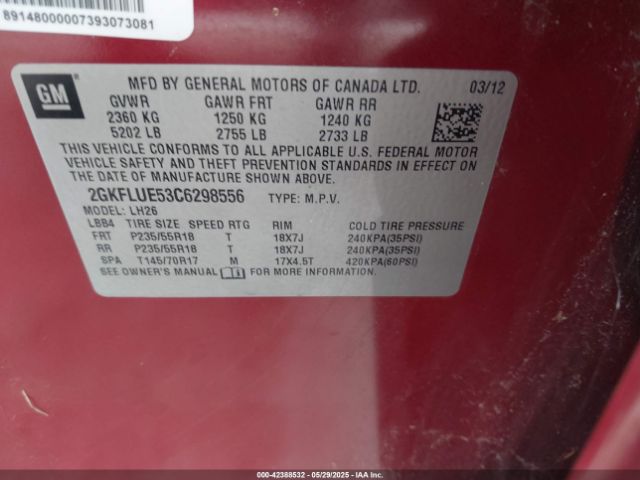 89148000007393073081
GM
MFD BY GENERAL MOTORS OF CANADA LTD. 03/12
GVWR GAWR FRT GAWR RR
2360 KG 1250 KG 1240 KG
5202 LB 2755 LB 2733 LB
THIS VEHICLE CONFORMS TO ALL APPLICABLE U.S. FEDERAL MOTOR
VEHICLE SAFETY AND THEFT PREVENTION STANDARDS IN EFFECT ON
THE DATE OF MANUFACTURE SHOWN ABOVE.
2GKFLUE53C6298556 TYPE: M.P.V.
MODEL: LH26
LBB4 TIRE SIZE SPEED RTG RIM COLD TIRE PRESSURE
FRT P235/55R18 T 18X7J 240KPA(35PSI)
RR P235/55R18 T 18X7J 240KPA(35PSI)
SPA T145/70R17 M 17X4.5T 420KPA(60PSI)
SEE OWNER'S MANUAL FOR MORE INFORMATION.
000-42388532 - 05/29/2025 - IAAI.COM